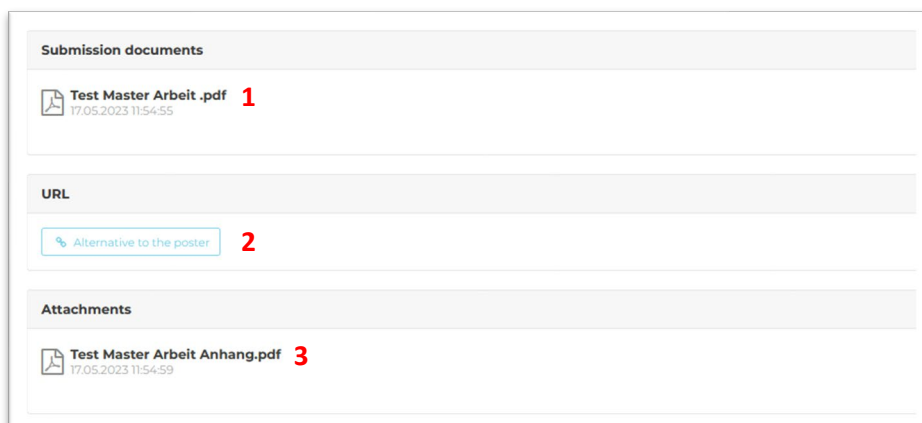 Submission documents
Test Master Arbeit .pdf 1
17.05.2023 11:54:55
URL
Alternative to the poster 2
Attachments
Test Master Arbeit Anhang.pdf 3
17.05.2023 11:54:59